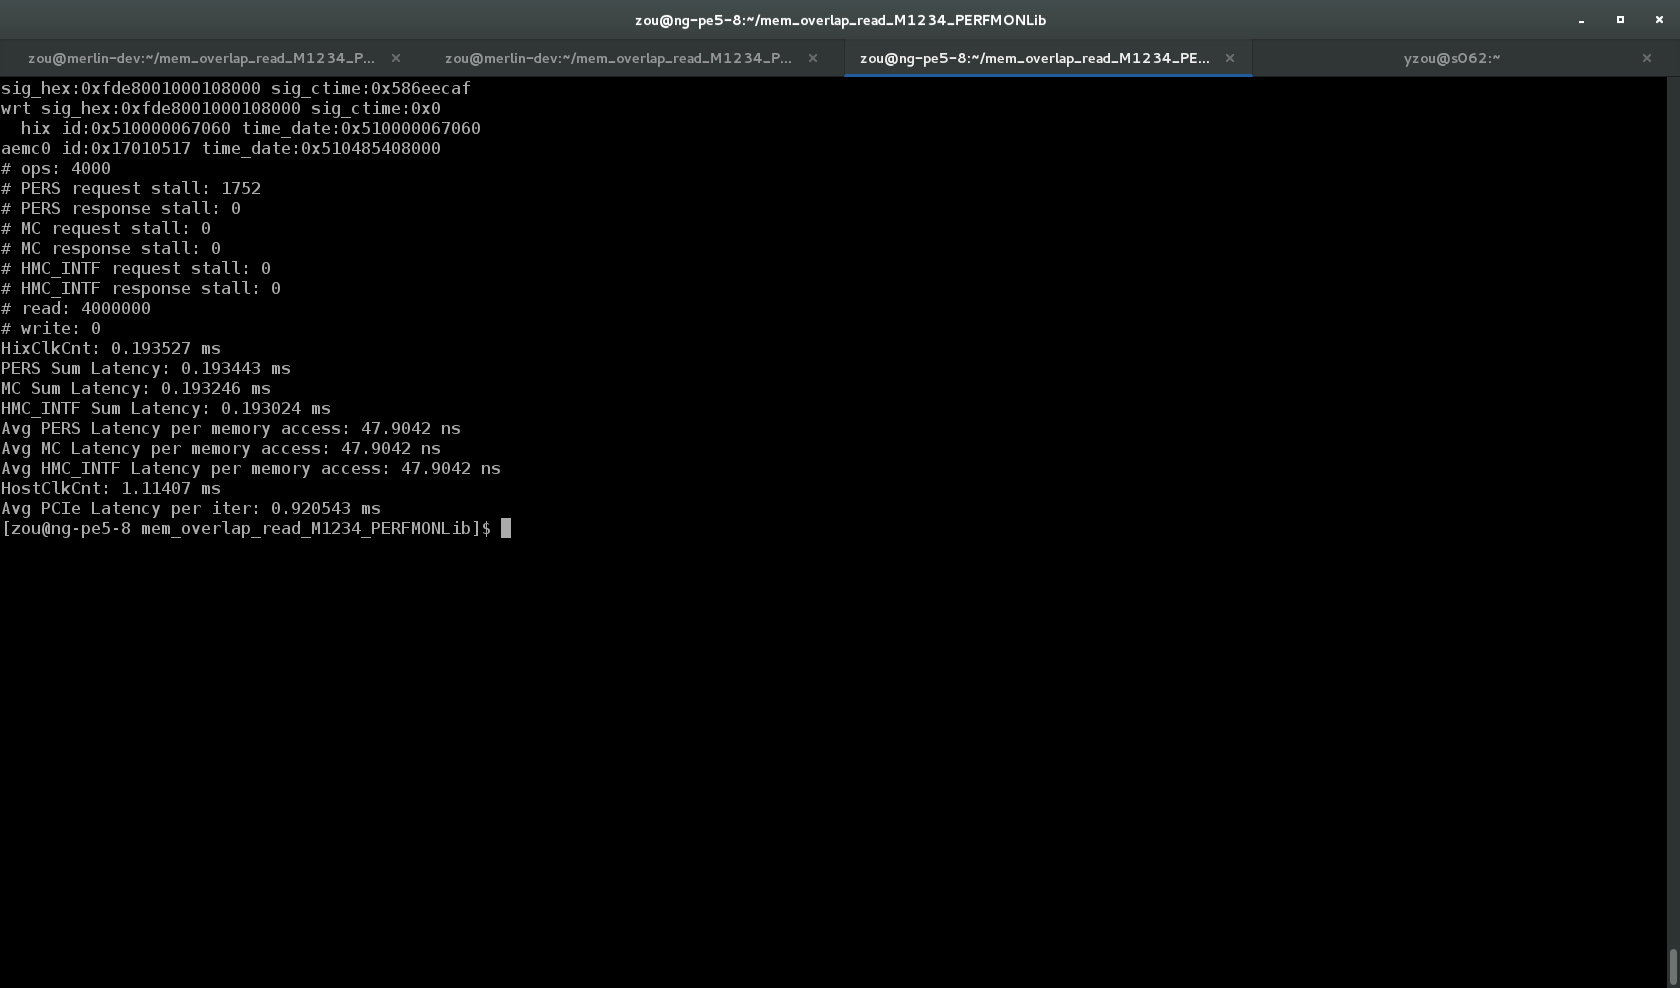 zou@ng-pe5-8:~/mem_overlap_read_M1234_PERFMONLib
zou@merlin-dev:~/mem_overlap_read_M1234_P... zou@merlin-dev:~/mem_overlap_read_M1234_P... zou@ng-pe5-8:~/mem_overlap_read_M1234_PE... yzou@s062:~
sig_hex:0xfde8001000108000 sig_ctime:0x586eecaf
wrt sig_hex:0xfde8001000108000 sig_ctime:0x0
  hix id:0x510000067060 time_date:0x510000067060
aemc0 id:0x17010517 time_date:0x510485408000
# ops: 4000
# PERS request stall: 1752
# PERS response stall: 0
# MC request stall: 0
# MC response stall: 0
# HMC_INTF request stall: 0
# HMC_INTF response stall: 0
# read: 4000000
# write: 0
HixClkCnt: 0.193527 ms
PERS Sum Latency: 0.193443 ms
MC Sum Latency: 0.193246 ms
HMC_INTF Sum Latency: 0.193024 ms
Avg PERS Latency per memory access: 47.9042 ns
Avg MC Latency per memory access: 47.9042 ns
Avg HMC_INTF Latency per memory access: 47.9042 ns
HostClkCnt: 1.11407 ms
Avg PCIe Latency per iter: 0.920543 ms
[zou@ng-pe5-8 mem_overlap_read_M1234_PERFMONLib]$